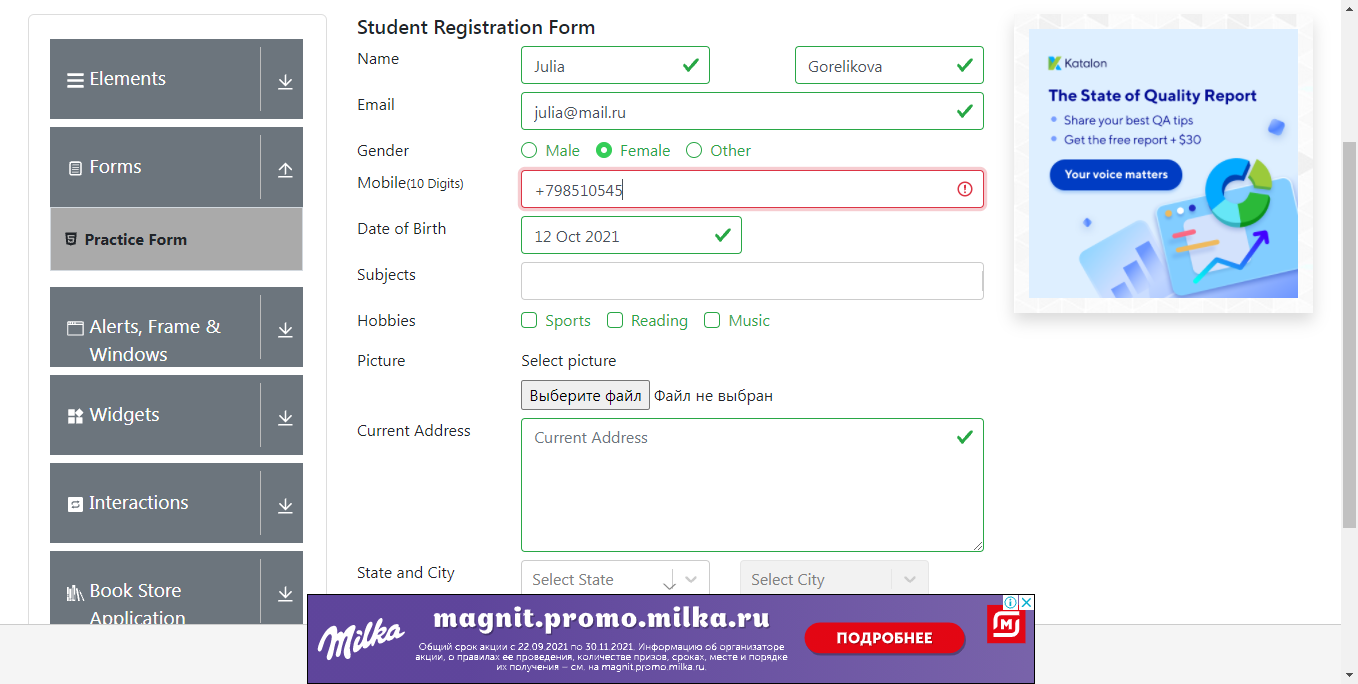 Elements
Forms
Practice Form
Alerts, Frame &
Windows
Widgets
Interactions
Book Store
Application
Student Registration Form
Name
Julia
Gorelikova
Email
julia@mail.ru
Gender
Male
Female
Other
Mobile(10 Digits)
+798510545
Date of Birth
12 Oct 2021
Subjects
Hobbies
Sports
Reading
Music
Picture
Select picture
Выберите файл
Файл не выбран
Current Address
Current Address
State and City
Select State
Select City
Katalon
The State of Quality Report
Share your best QA tips
Get the free report + $30
Your voice matters
Milka
magnit.promo.milka.ru
Общий срок акции с 22.09.2021 по 30.11.2021. Информацию об организаторе
акции, о правилах ее проведения, количестве призов, сроках, месте и порядке
их получения – см. на magnit.promo.milka.ru.
ПОДРОБНЕЕ